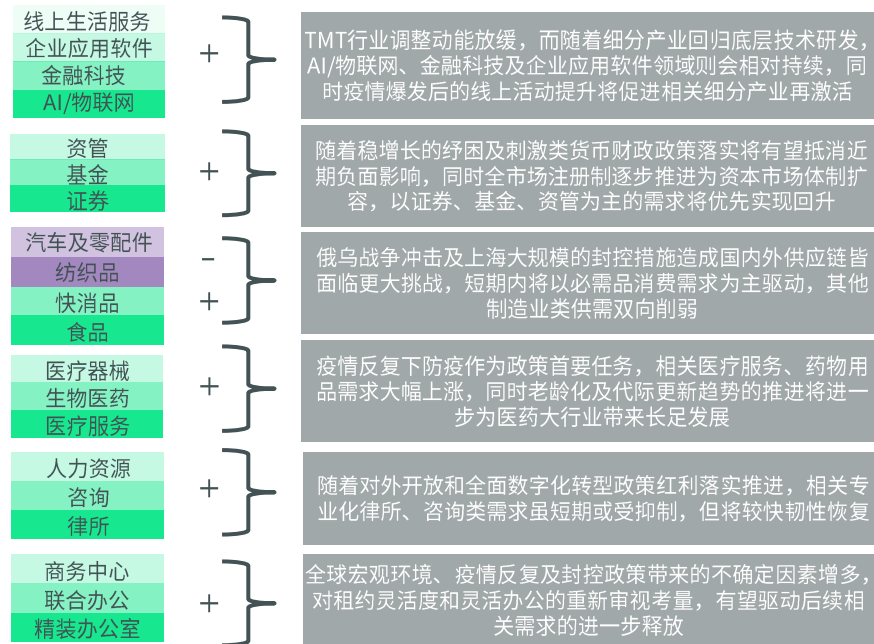 线上生活服务
企业应用软件
金融科技
AI/物联网
+
TMT行业调整动能放缓，而随着细分产业回归底层技术研发，
AI/物联网、金融科技及企业应用软件领域则会相对持续，同
时疫情爆发后的线上活动提升将促进相关细分产业再激活
资管
基金
证券
+
随着稳增长的纾困及刺激类货币财政政策落实将有望抵消近
期负面影响，同时全市场注册制逐步推进为资本市场体制扩
容，以证券、基金、资管为主的需求将优先实现回升
汽车及零配件
纺织品
快消品
食品
−
+
俄乌战争冲击及上海大规模的封控措施造成国内外供应链皆
面临更大挑战，短期内将以必需品消费需求为主驱动，其他
制造业类供需双向削弱
医疗器械
生物医药
医疗服务
+
疫情反复下防疫作为政策首要任务，相关医疗服务、药物用
品需求大幅上涨，同时老龄化及代际更新趋势的推进将进一
步为医药大行业带来长足发展
人力资源
咨询
律所
+
随着对外开放和全面数字化转型政策红利落实推进，相关专
业化律所、咨询类需求虽短期或受抑制，但将较快韧性恢复
商务中心
联合办公
精装办公室
+
全球宏观环境、疫情反复及封控政策带来的不确定因素增多，
对租约灵活度和灵活办公的重新审视考量，有望驱动后续相
关需求的进一步释放